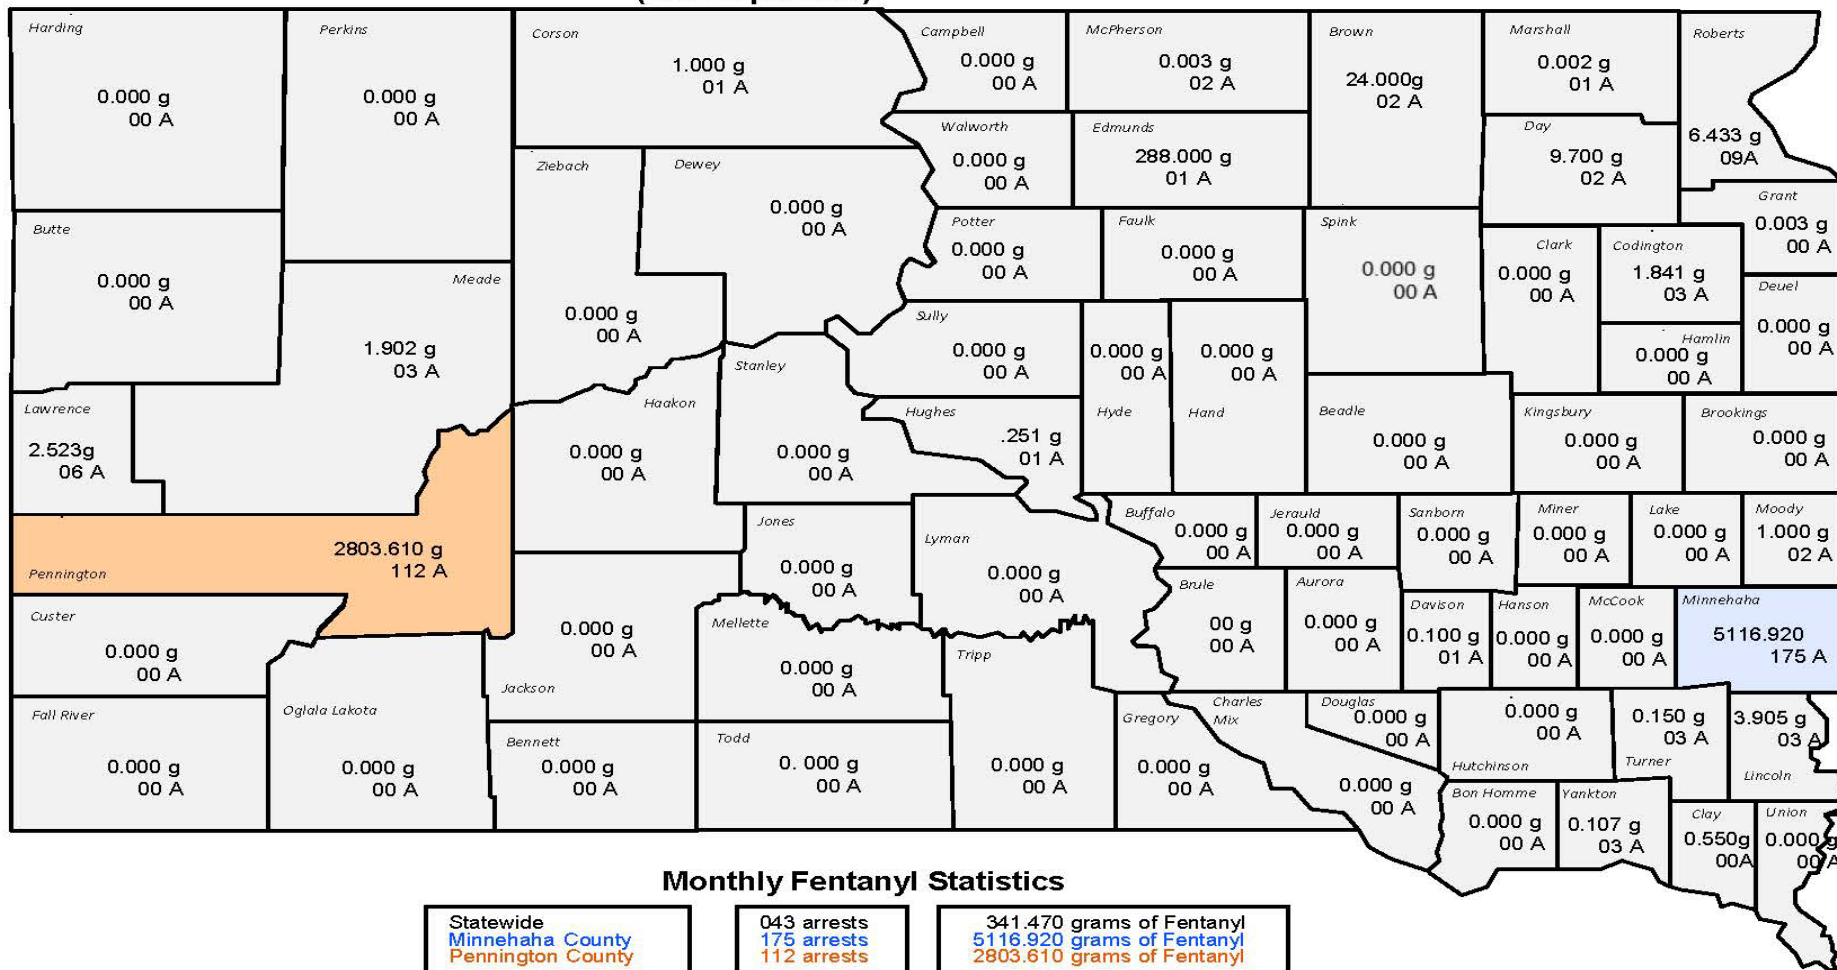 Harding
0.000 g
00 A
Perkins
0.000 g
00 A
Corson
1.000 g
01 A
Campbell
0.000 g
00 A
McPherson
0.003 g
02 A
Brown
24.000g
02 A
Marshall
0.002 g
01 A
Roberts
6.433 g
09A
Walworth
0.000 g
00 A
Edmunds
288.000 g
01 A
Day
9.700 g
02 A
Ziebach
0.000 g
00 A
Dewey
0.000 g
00 A
Grant
0.003 g
00 A
Butte
0.000 g
00 A
Meade
1.902 g
03 A
Potter
0.000 g
00 A
Faulk
0.000 g
00 A
Spink
0.000 g
00 A
Clark
0.000 g
00 A
Codington
1.841 g
03 A
Deuel
0.000 g
00 A
Hamlin
0.000 g
00 A
Sully
0.000 g
00 A
0.000 g
00 A
Hyde
0.000 g
00 A
Hand
Stanley
0.000 g
00 A
Lawrence
2.523g
06 A
Haakon
0.000 g
00 A
Hughes
.251 g
01 A
Beadle
0.000 g
00 A
Kingsbury
0.000 g
00 A
Brookings
0.000 g
00 A
2803.610 g
112 A
Pennington
Jones
0.000 g
00 A
Lyman
0.000 g
00 A
Buffalo
0.000 g
00 A
Jerauld
0.000 g
00 A
Sanborn
0.000 g
00 A
Miner
0.000 g
00 A
Lake
0.000 g
00 A
Moody
1.000 g
02 A
Custer
0.000 g
00 A
0.000 g
00 A
Jackson
Mellette
0.000 g
00 A
Tripp
0.000 g
00 A
Brule
00 g
00 A
Aurora
0.000 g
00 A
Davison
0.100 g
01 A
Hanson
0.000 g
00 A
McCook
0.000 g
00 A
Minnehaha
5116.920
175 A
Fall River
0.000 g
00 A
Oglala Lakota
0.000 g
00 A
Bennett
0.000 g
00 A
Todd
0. 000 g
00 A
Gregory
0.000 g
00 A
Charles
Mix
0.000 g
00 A
Douglas
0.000 g
00 A
0.000 g
00 A
Hutchinson
0.150 g
03 A
Turner
3.905 g
03 A
Lincoln
Bon Homme
0.000 g
00 A
Yankton
0.107 g
03 A
Clay
0.550g
00A
Union
0.000 g
00 A
Monthly Fentanyl Statistics
Statewide 043 arrests 341.470 grams of Fentanyl
Minnehaha County 175 arrests 5116.920 grams of Fentanyl
Pennington County 112 arrests 2803.610 grams of Fentanyl